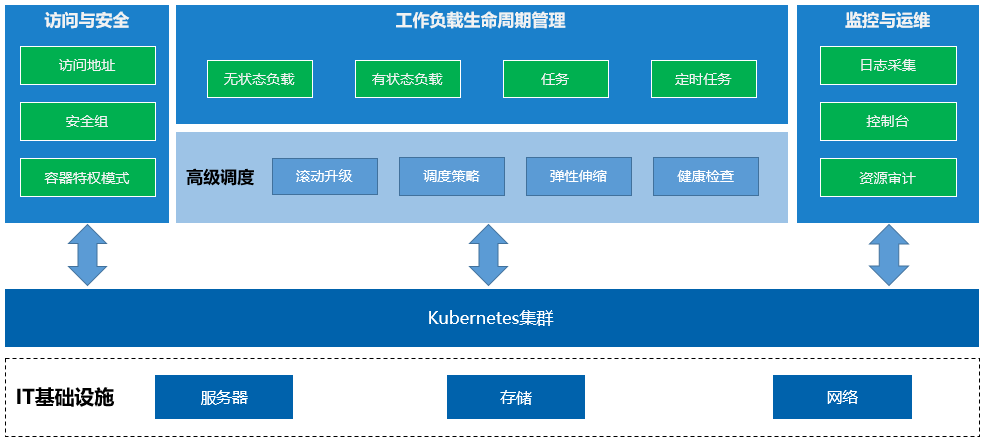 访问与安全
访问地址
安全组
容器特权模式
工作负载生命周期管理
无状态负载
有状态负载
任务
定时任务
高级调度
滚动升级
调度策略
弹性伸缩
健康检查
监控与运维
日志采集
控制台
资源审计
Kubernetes集群
IT基础设施
服务器
存储
网络